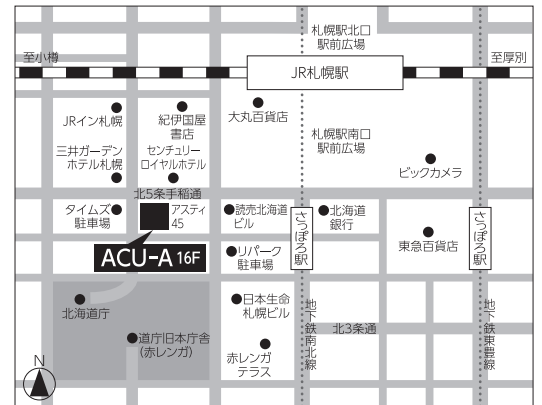 札幌駅北口
駅前広場
至小樽
至厚別
JR札幌駅
JRイン札幌
紀伊国屋
書店
大丸百貨店
札幌駅南口
駅前広場
三井ガーデン
ホテル札幌
センチュリー
ロイヤルホテル
ビックカメラ
北5条手稲通
タイムズ
駐車場
アスティ
45
読売北海道
ビル
さっぽろ駅
北海道
銀行
東急百貨店
さっぽろ駅
ACU-A 16F
リパーク
駐車場
北海道庁
日本生命
札幌ビル
地下鉄南北線
北3条通
地下鉄東豊線
道庁旧本庁舎
(赤レンガ)
赤レンガ
テラス
N